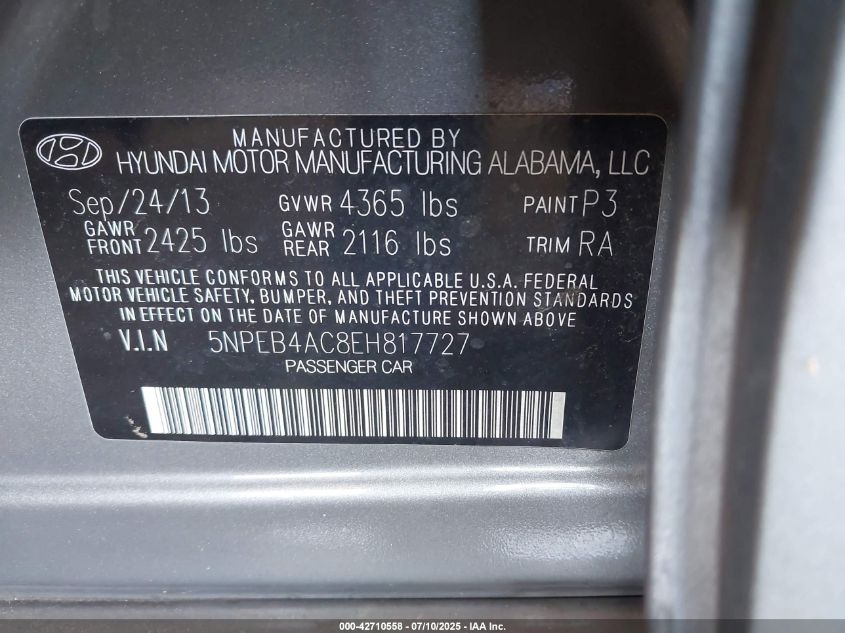 MANUFACTURED BY
HYUNDAI MOTOR MANUFACTURING ALABAMA, LLC
Sep/24/13 GVWR 4365 lbs PAINT P3
GAWR FRONT 2425 lbs GAWR REAR 2116 lbs TRIM RA
THIS VEHICLE CONFORMS TO ALL APPLICABLE U.S.A. FEDERAL
MOTOR VEHICLE SAFETY, BUMPER, AND THEFT PREVENTION STANDARDS
IN EFFECT ON THE DATE OF MANUFACTURE SHOWN ABOVE
V.I.N 5NPEB4AC8EH817727
PASSENGER CAR
000-42710558 - 07/10/2025 - IAA Inc.